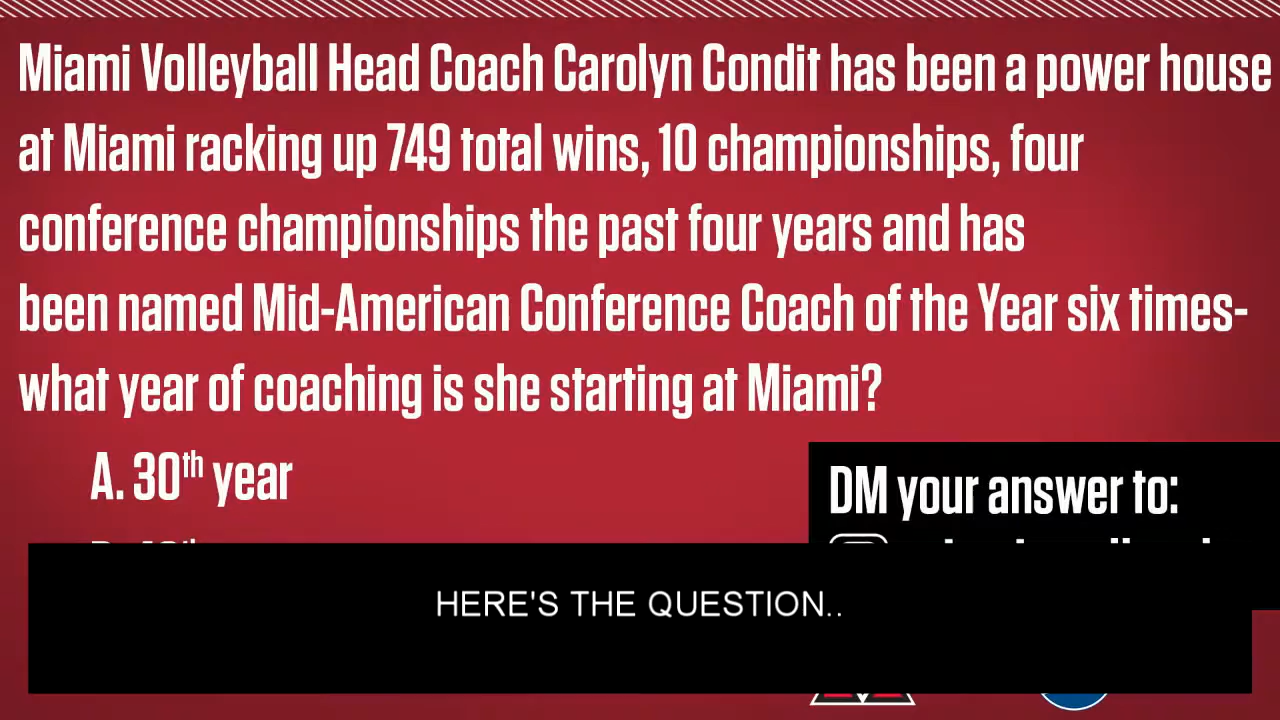 Miami Volleyball Head Coach Carolyn Condit has been a power house
at Miami racking up 749 total wins, 10 championships, four
conference championships the past four years and has
been named Mid-American Conference Coach of the Year six times-
what year of coaching is she starting at Miami?
A. 30th year
DM your answer to:
HERE'S THE QUESTION..